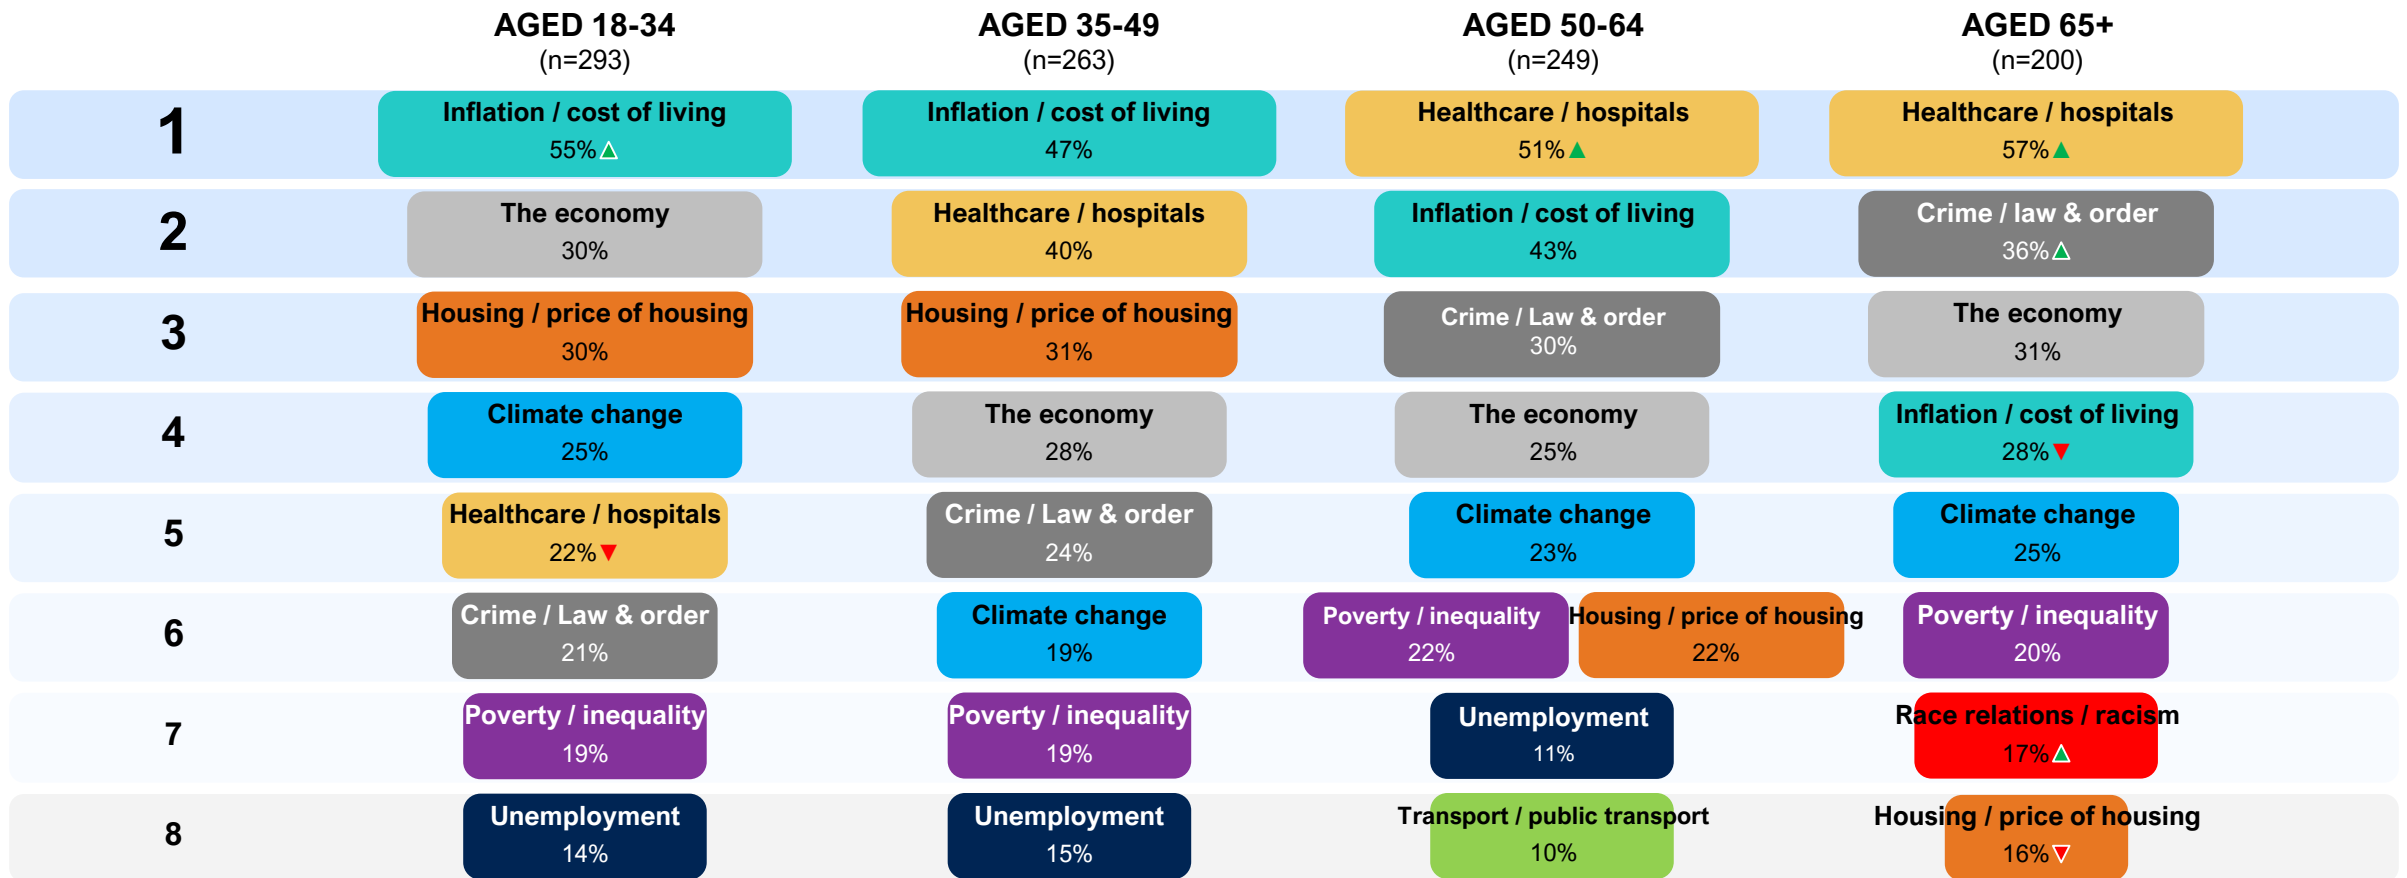 AGED 18-34
(n=293)
AGED 35-49
(n=263)
AGED 50-64
(n=249)
AGED 65+
(n=200)
1
Inflation / cost of living
55%
Inflation / cost of living
47%
Healthcare / hospitals
51%
Healthcare / hospitals
57%
2
The economy
30%
Healthcare / hospitals
40%
Inflation / cost of living
43%
Crime / law & order
36%
3
Housing / price of housing
30%
Housing / price of housing
31%
Crime / Law & order
30%
The economy
31%
4
Climate change
25%
The economy
28%
The economy
25%
Inflation / cost of living
28%
5
Healthcare / hospitals
22%
Crime / Law & order
24%
Climate change
23%
Climate change
25%
6
Crime / Law & order
21%
Climate change
19%
Poverty / inequality
22%
Housing / price of housing
22%
Poverty / inequality
20%
7
Poverty / inequality
19%
Poverty / inequality
19%
Unemployment
11%
Race relations / racism
17%
8
Unemployment
14%
Unemployment
15%
Transport / public transport
10%
Housing / price of housing
16%